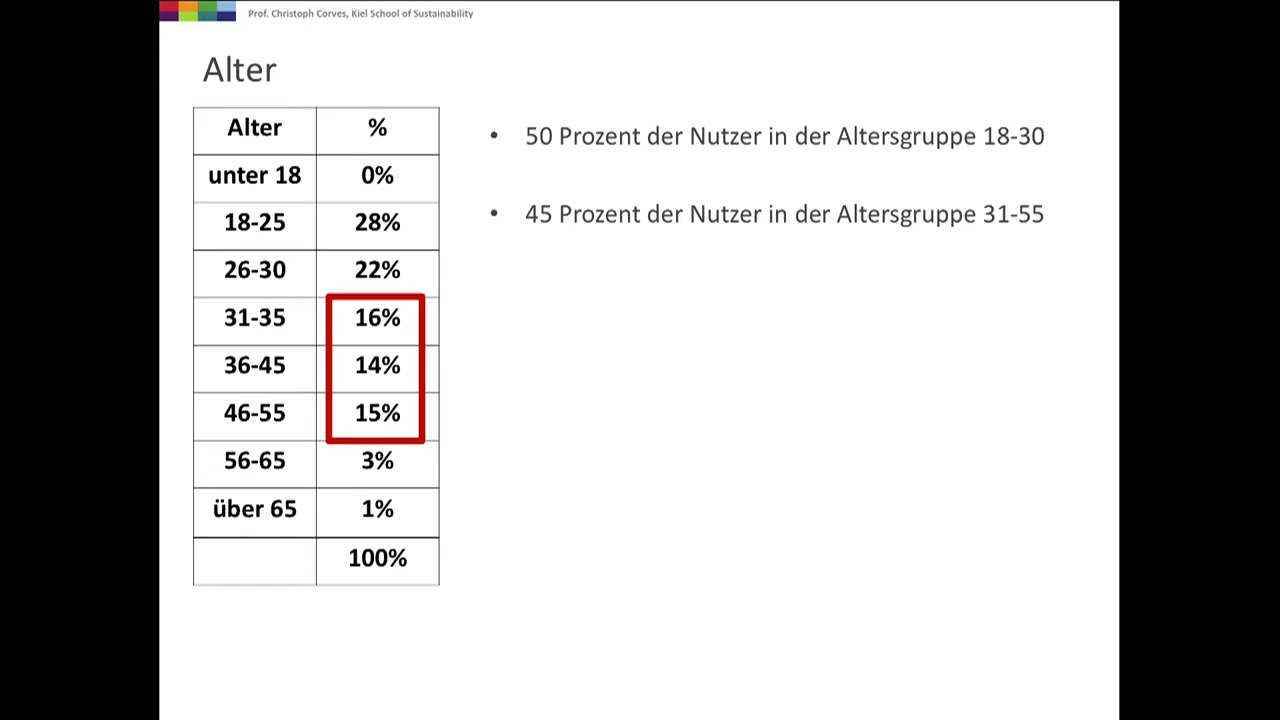 Prof. Christoph Corves, Kiel School of Sustainability
Alter
Alter %
unter 18 0%
18-25 28%
26-30 22%
31-35 16%
36-45 14%
46-55 15%
56-65 3%
über 65 1%
100%
• 50 Prozent der Nutzer in der Altersgruppe 18-30
• 45 Prozent der Nutzer in der Altersgruppe 31-55